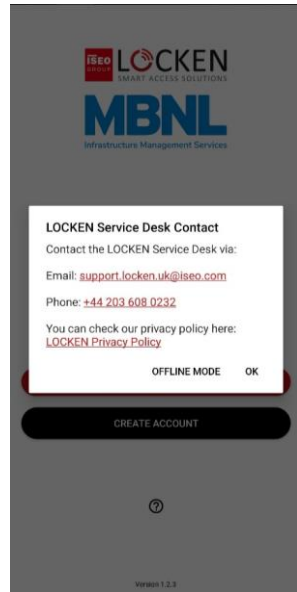 ISEO
GROUP
LOCKEN
SMART ACCESS SOLUTIONS
MBNL
Infrastructure Management Services
LOCKEN Service Desk Contact
Contact the LOCKEN Service Desk via:
Email: support.locken.uk@iseo.com
Phone: +44 203 608 0232
You can check our privacy policy here:
LOCKEN Privacy Policy
OFFLINE MODE OK
CREATE ACCOUNT
Version 1.2.5